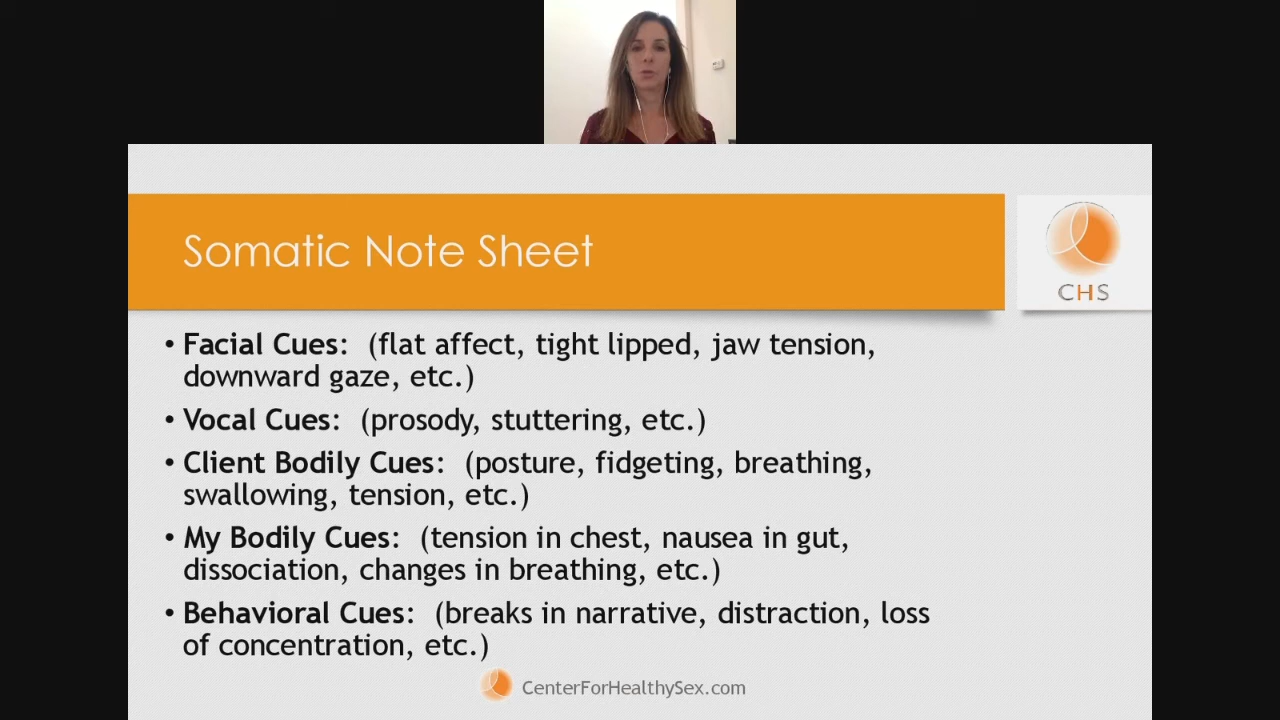 Somatic Note Sheet
CHS
• Facial Cues:  (flat affect, tight lipped, jaw tension,
downward gaze, etc.)
• Vocal Cues:  (prosody, stuttering, etc.)
• Client Bodily Cues:  (posture, fidgeting, breathing,
swallowing, tension, etc.)
• My Bodily Cues:  (tension in chest, nausea in gut,
dissociation, changes in breathing, etc.)
• Behavioral Cues:  (breaks in narrative, distraction, loss
of concentration, etc.)
CenterForHealthySex.com